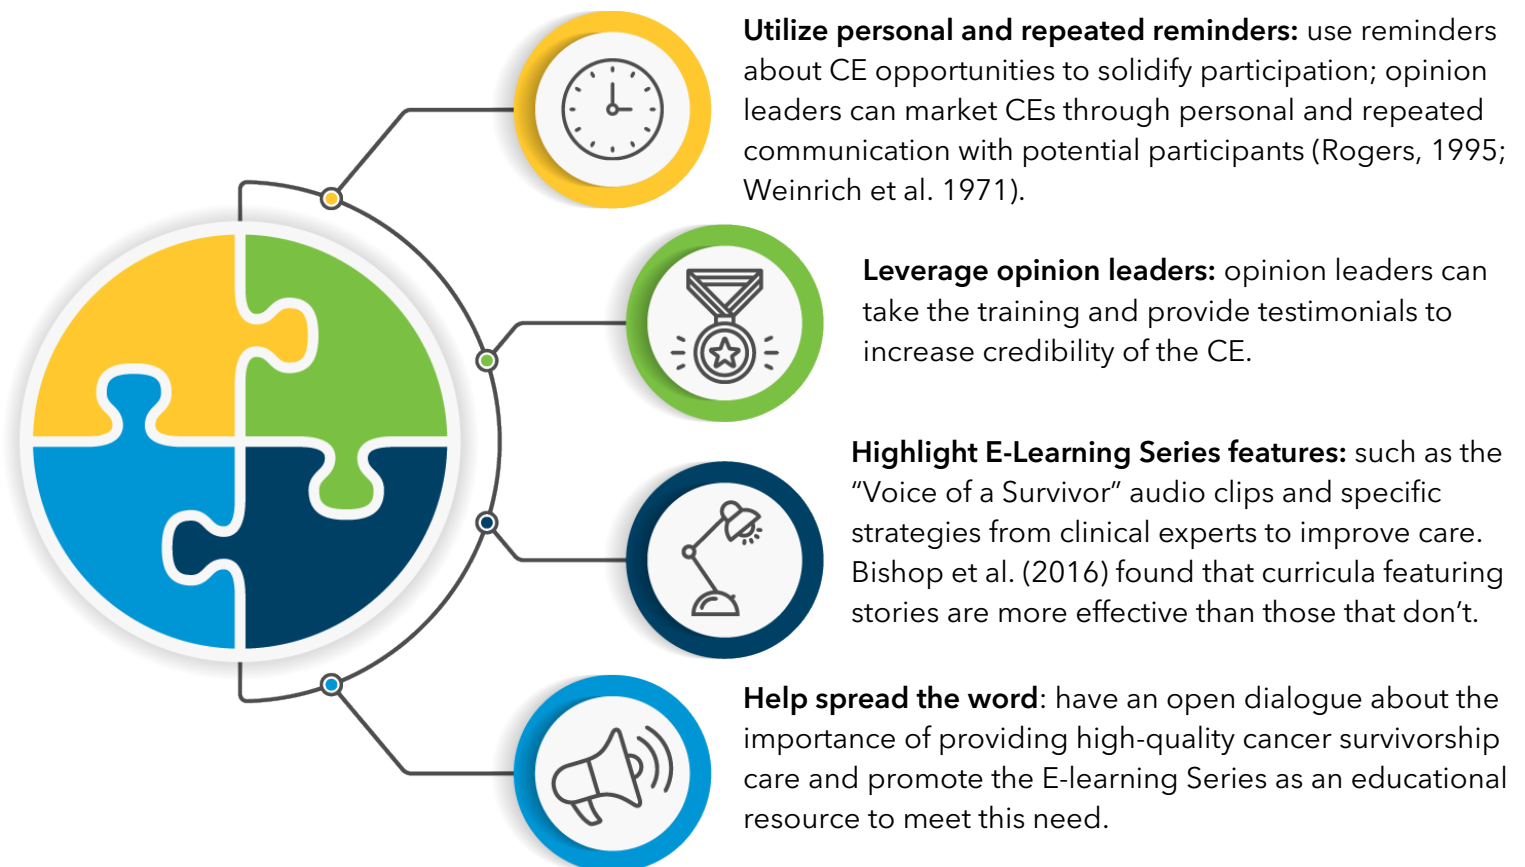 Utilize personal and repeated reminders: use reminders
about CE opportunities to solidify participation; opinion
leaders can market CEs through personal and repeated
communication with potential participants (Rogers, 1995;
Weinrich et al. 1971).
Leverage opinion leaders: opinion leaders can
take the training and provide testimonials to
increase credibility of the CE.
Highlight E-Learning Series features: such as the
“Voice of a Survivor” audio clips and specific
strategies from clinical experts to improve care.
Bishop et al. (2016) found that curricula featuring
stories are more effective than those that don’t.
Help spread the word: have an open dialogue about the
importance of providing high-quality cancer survivorship
care and promote the E-learning Series as an educational
resource to meet this need.